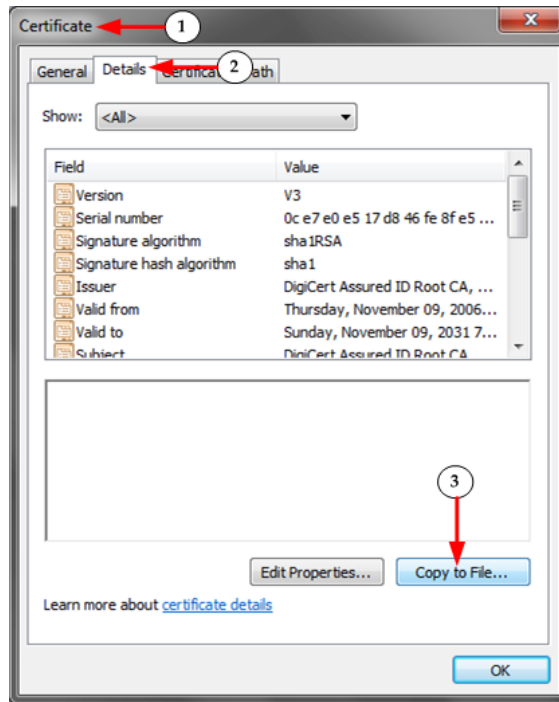 Certificate 1
General Details 2 ath
Show: <All>
Field Value
Version V3
Serial number 0c e7 e0 e5 17 d8 46 fe 8f e5 ...
Signature algorithm sha1RSA
Signature hash algorithm sha1
Issuer DigiCert Assured ID Root CA, ...
Valid from Thursday, November 09, 2006...
Valid to Sunday, November 09, 2031 7...
Subject DigiCert Assured ID Root CA
3
Edit Properties... Copy to File...
Learn more about certificate details
OK